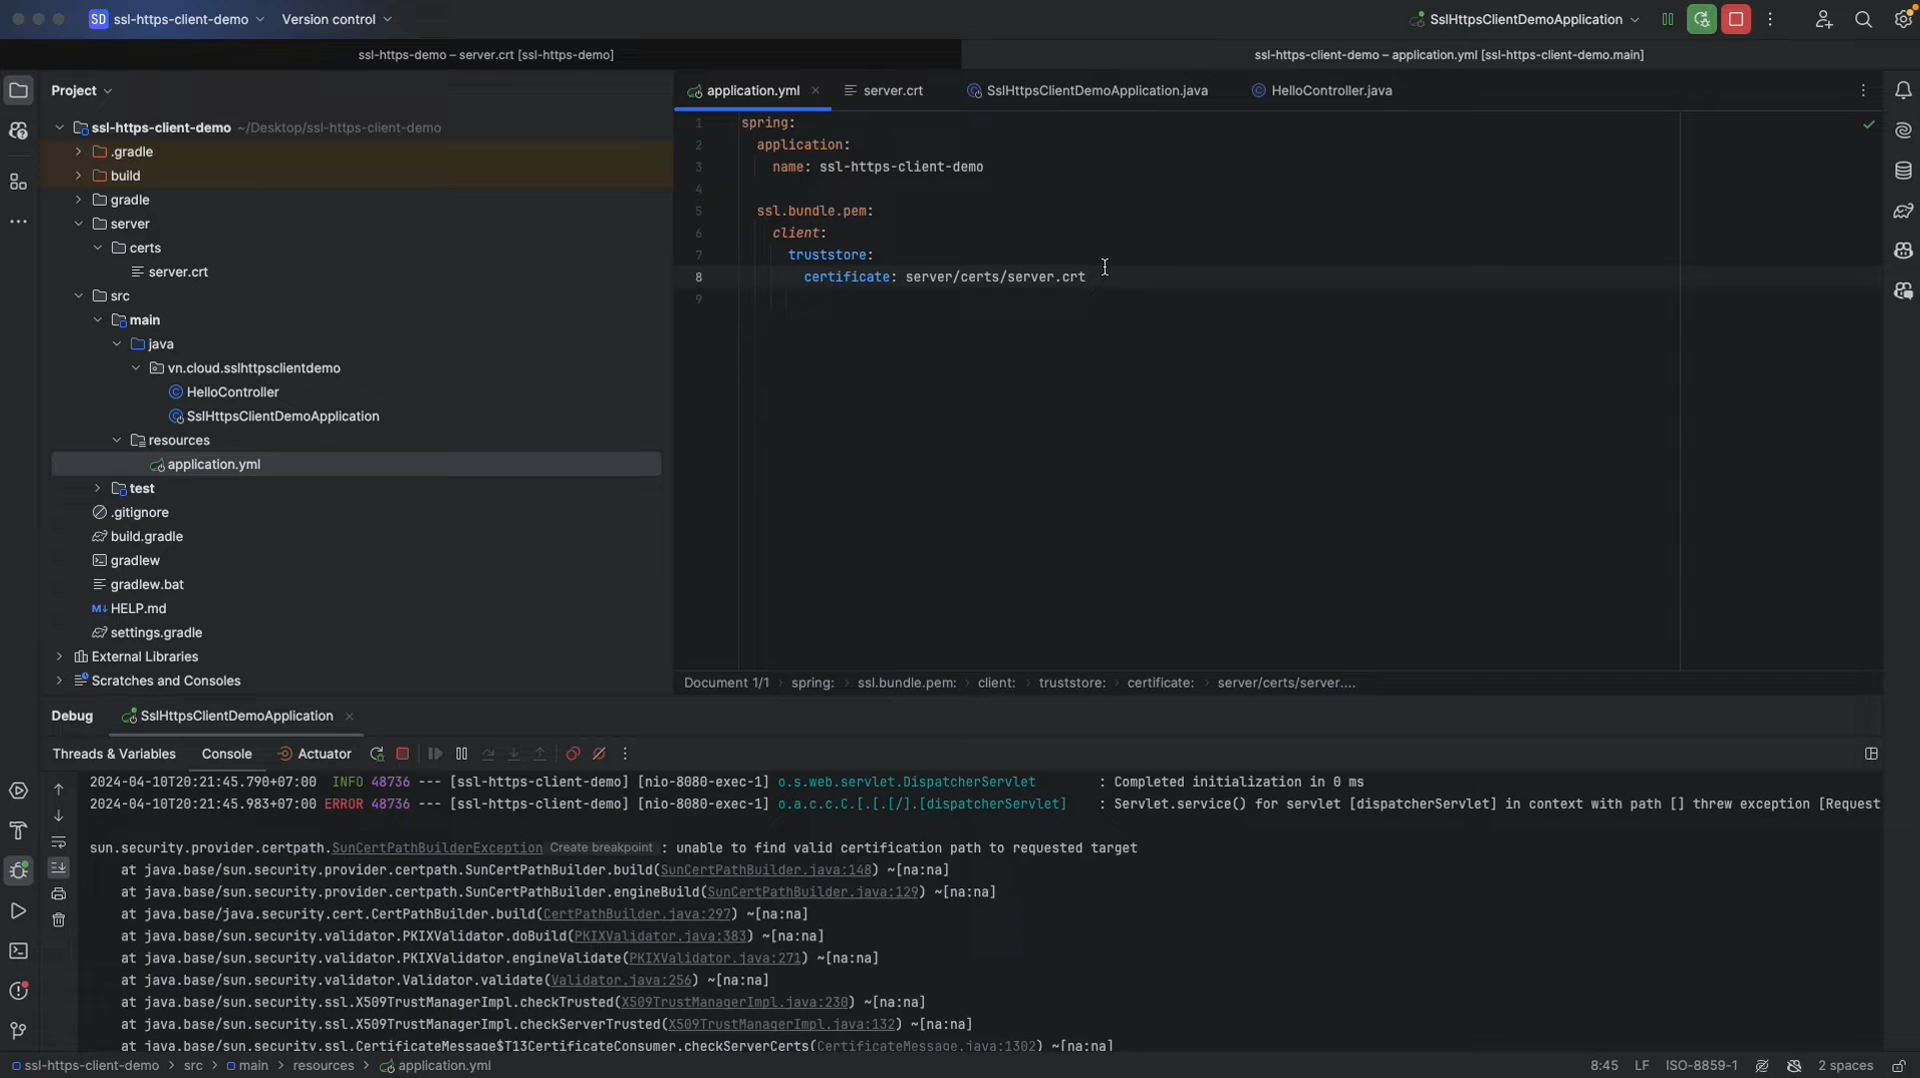 SD ssl-https-client-demo Version control SslHttpsClientDemoApplication
ssl-https-demo – server.crt [ssl-https-demo] ssl-https-client-demo – application.yml [ssl-https-client-demo.main]
Project
application.yml server.crt SslHttpsClientDemoApplication.java HelloController.java
ssl-https-client-demo ~/Desktop/ssl-https-client-demo
.gradle
build
gradle
server
certs
server.crt
src
main
java
vn.cloud.sslhttpsclientdemo
HelloController
SslHttpsClientDemoApplication
resources
application.yml
test
.gitignore
build.gradle
gradlew
gradlew.bat
M↓ HELP.md
settings.gradle
External Libraries
Scratches and Consoles
1 spring:
2 application:
3 name: ssl-https-client-demo
4
5 ssl.bundle.pem:
6 client:
7 truststore:
8 certificate: server/certs/server.crt
9
Document 1/1 spring: ssl.bundle.pem: client: truststore: certificate: server/certs/server....
Debug SslHttpsClientDemoApplication
Threads & Variables Console Actuator
2024-04-10T20:21:45.790+07:00 INFO 48736 --- [ssl-https-client-demo] [nio-8080-exec-1] o.s.web.servlet.DispatcherServlet : Completed initialization in 0 ms
2024-04-10T20:21:45.983+07:00 ERROR 48736 --- [ssl-https-client-demo] [nio-8080-exec-1] o.a.c.c.C.[.[.[/].[dispatcherServlet] : Servlet.service() for servlet [dispatcherServlet] in context with path [] threw exception [Request
sun.security.provider.certpath.SunCertPathBuilderException Create breakpoint : unable to find valid certification path to requested target
at java.base/sun.security.provider.certpath.SunCertPathBuilder.build(SunCertPathBuilder.java:148) ~[na:na]
at java.base/sun.security.provider.certpath.SunCertPathBuilder.engineBuild(SunCertPathBuilder.java:129) ~[na:na]
at java.base/java.security.cert.CertPathBuilder.build(CertPathBuilder.java:297) ~[na:na]
at java.base/sun.security.validator.PKIXValidator.doBuild(PKIXValidator.java:383) ~[na:na]
at java.base/sun.security.validator.PKIXValidator.engineValidate(PKIXValidator.java:271) ~[na:na]
at java.base/sun.security.validator.Validator.validate(Validator.java:256) ~[na:na]
at java.base/sun.security.ssl.X509TrustManagerImpl.checkTrusted(X509TrustManagerImpl.java:230) ~[na:na]
at java.base/sun.security.ssl.X509TrustManagerImpl.checkServerTrusted(X509TrustManagerImpl.java:132) ~[na:na]
at java.base/sun.security.ssl.CertificateMessage$T13CertificateConsumer.checkServerCerts(CertificateMessage.java:1302) ~[na:na]
ssl-https-client-demo src main resources application.yml 8:45 LF ISO-8859-1 2 spaces